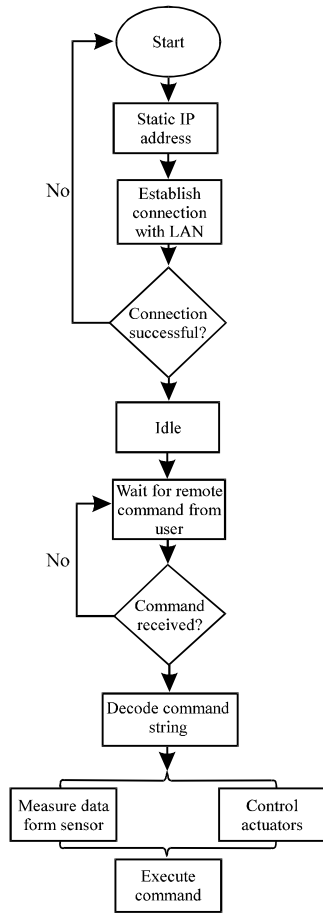 Start
Static IP
address
Establish
connection
with LAN
No
Connection
successful?
Idle
Wait for remote
command from
user
No
Command
received?
Decode command
string
Measure data
form sensor
Control
actuators
Execute
command